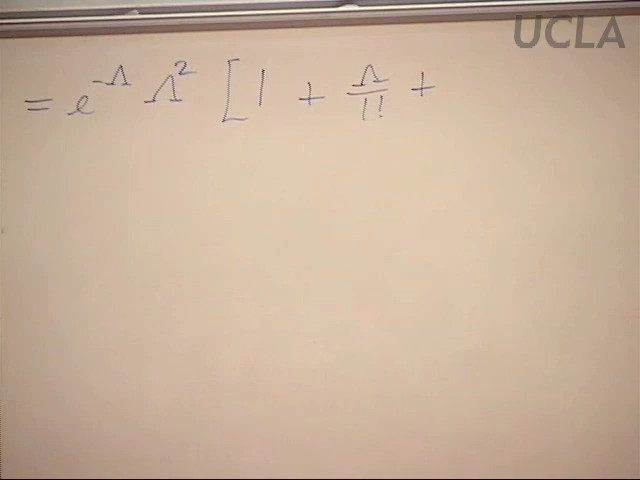 UCLA
= e^{-Λ} Λ^2 [ 1 + Λ/1! +